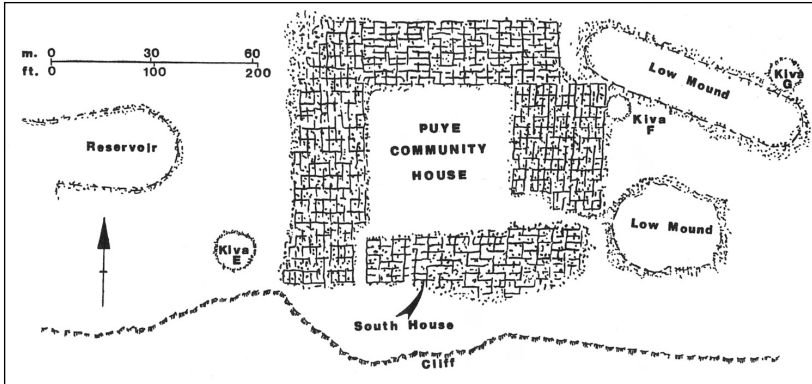 m. 0 30 60
ft. 0 100 200
Reservoir
PUYE
COMMUNITY
HOUSE
Low Mound
Kiva
G
Kiva
F
Low Mound
Kiva
E
South House
Cliff